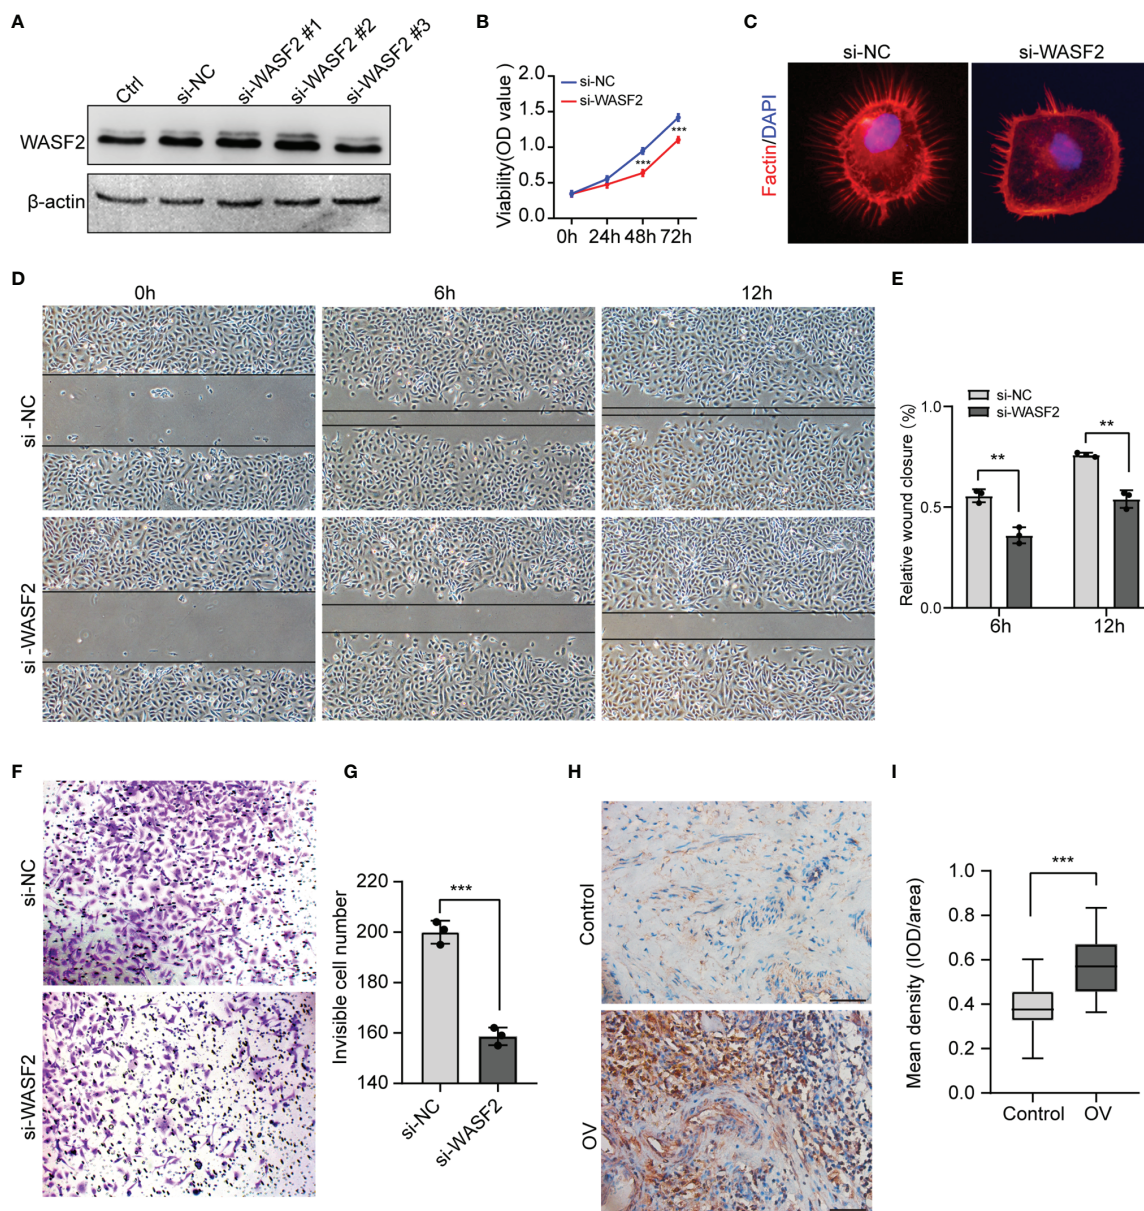 A
Ctrl
si-NC
si-WASF2 #1
si-WASF2 #2
si-WASF2 #3
WASF2
β-actin
B
Viability(OD value )
2.0
1.5
1.0
0.5
0.0
si-NC
si-WASF2
***
***
0h 24h 48h 72h
C
si-NC
si-WASF2
Factin/DAPI
D
0h
6h
12h
si -NC
si -WASF2
E
Relative wound closure (%)
1.0
0.5
0.0
si-NC
si-WASF2
**
**
6h
12h
F
si-NC
si-WASF2
G
Invisible cell number
220
200
180
160
140
***
si-NC
si-WASF2
H
Control
OV
I
Mean density (IOD/area)
1.0
0.8
0.6
0.4
0.2
0.0
***
Control
OV